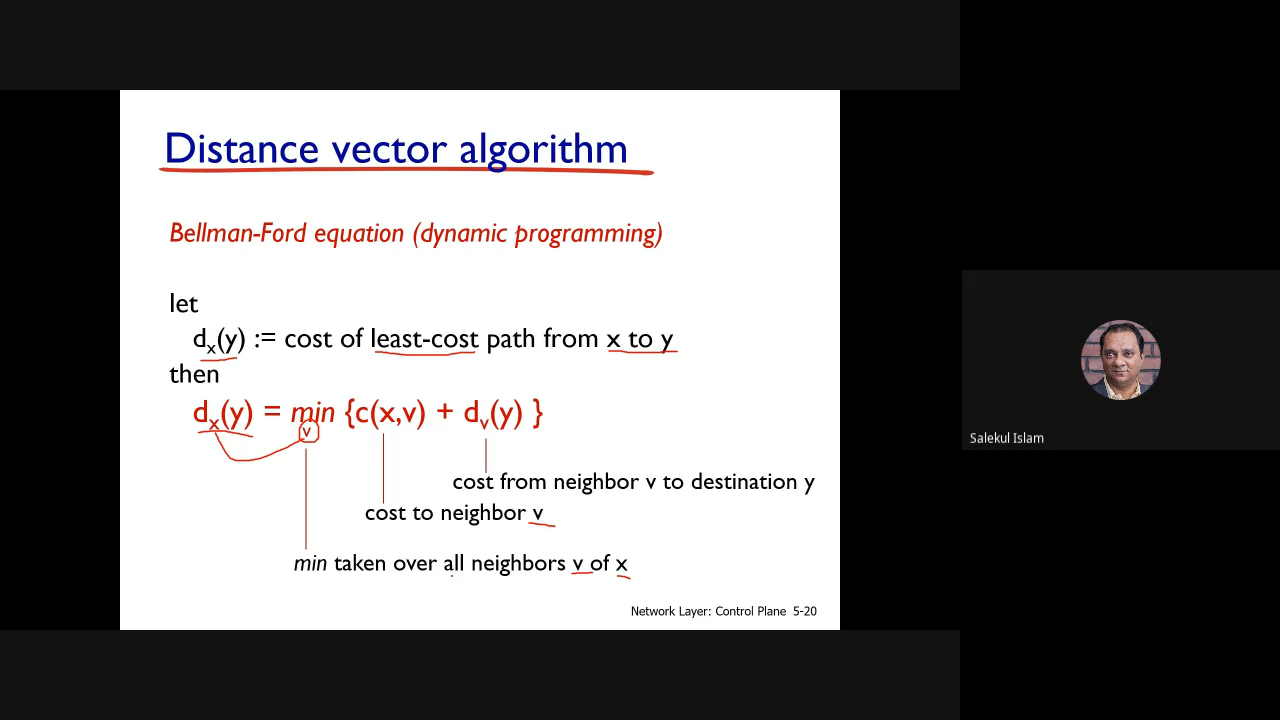 Distance vector algorithm
Bellman-Ford equation (dynamic programming)
let
dx(y) := cost of least-cost path from x to y
then
dx(y) = min {c(x,v) + dv(y) }
v
cost from neighbor v to destination y
cost to neighbor v
min taken over all neighbors v of x
Network Layer: Control Plane 5-20
Salekul Islam